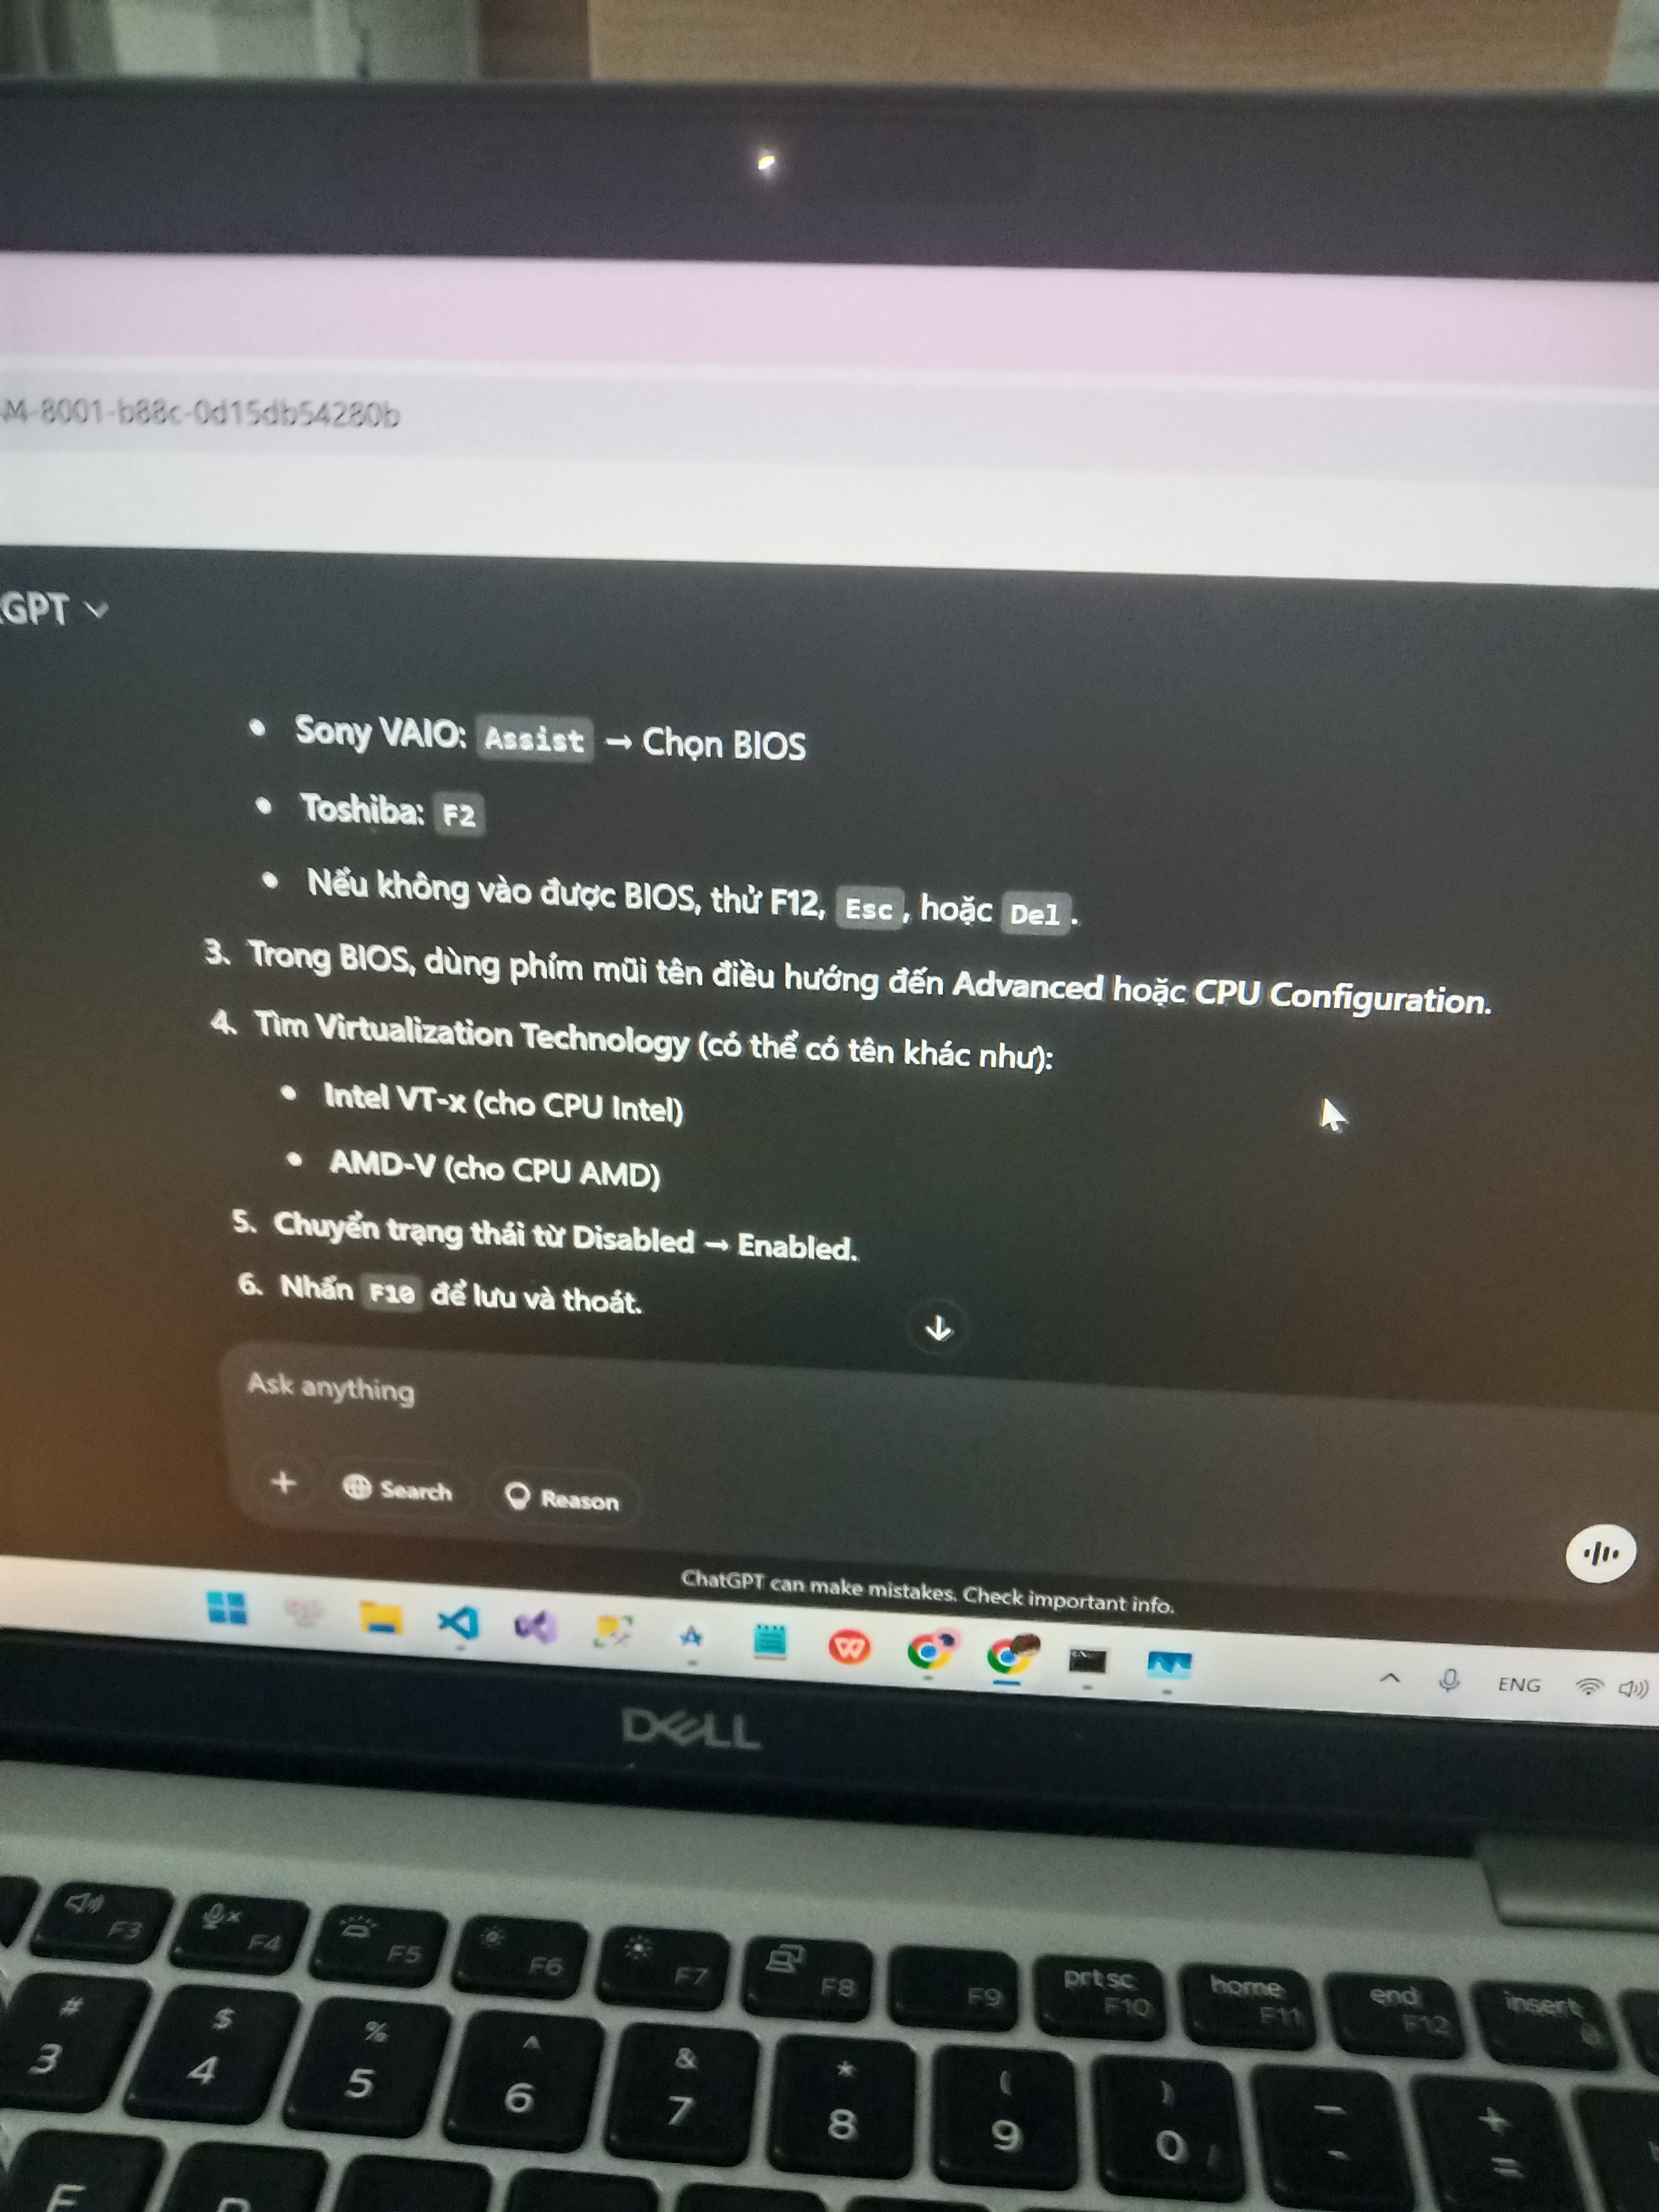 M-8001-b88c-0d15db54280b
GPT
• Sony VAIO: Assist → Chọn BIOS
• Toshiba: F2
• Nếu không vào được BIOS, thử F12, Esc, hoặc Del.
3. Trong BIOS, dùng phím mũi tên điều hướng đến Advanced hoặc CPU Configuration.
4. Tìm Virtualization Technology (có thể có tên khác như):
• Intel VT-x (cho CPU Intel)
• AMD-V (cho CPU AMD)
5. Chuyển trạng thái từ Disabled → Enabled.
6. Nhấn F10 để lưu và thoát.
Ask anything
+ Search Reason
ChatGPT can make mistakes. Check important info.
ENG
DELL
F3 F4 F5 F6 F7 F8 F9 prtsc F10 home F11 end F12 insert
# $ % ^ & * ( ) — +
3 4 5 6 7 8 9 0 - =